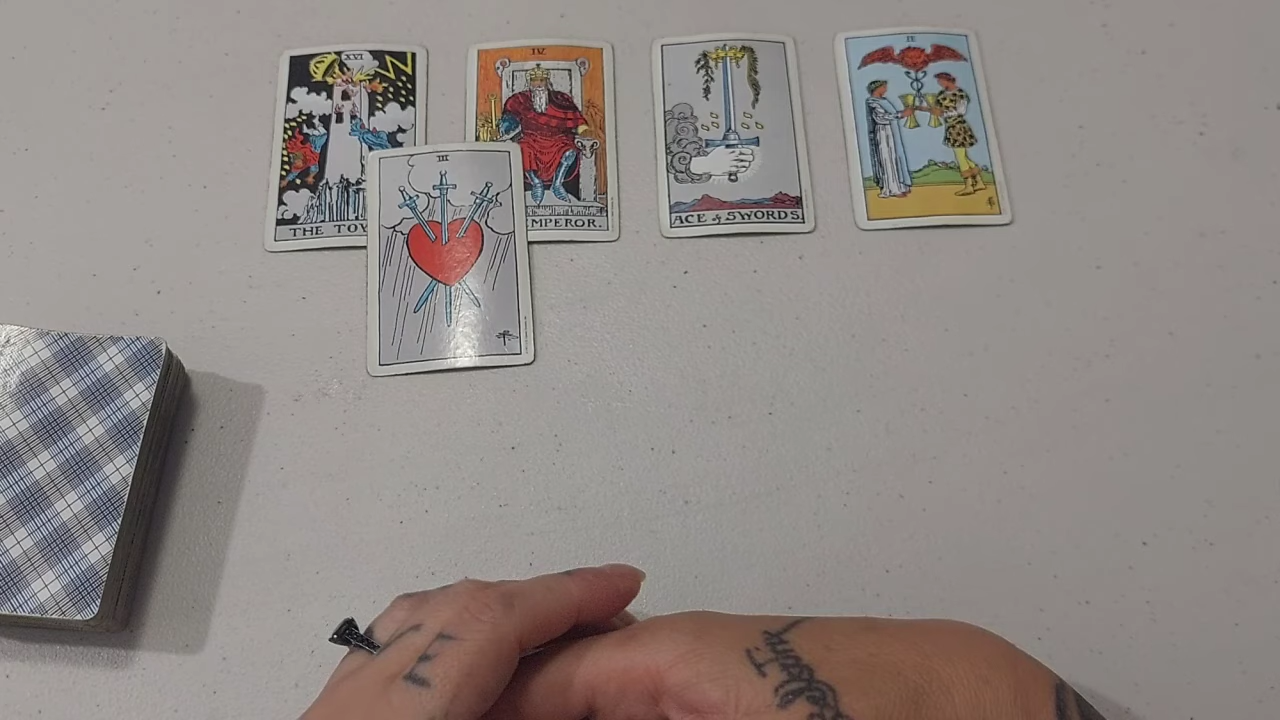 XVI
THE TOW
IV
EMPEROR.
ACE of SWORDS.
II
III